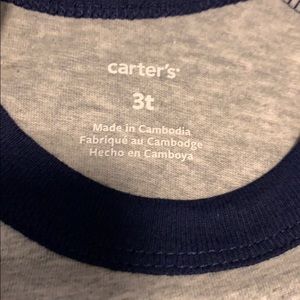 carter's
3t
Made in Cambodia
Fabriqué au Cambodge
Hecho en Camboya